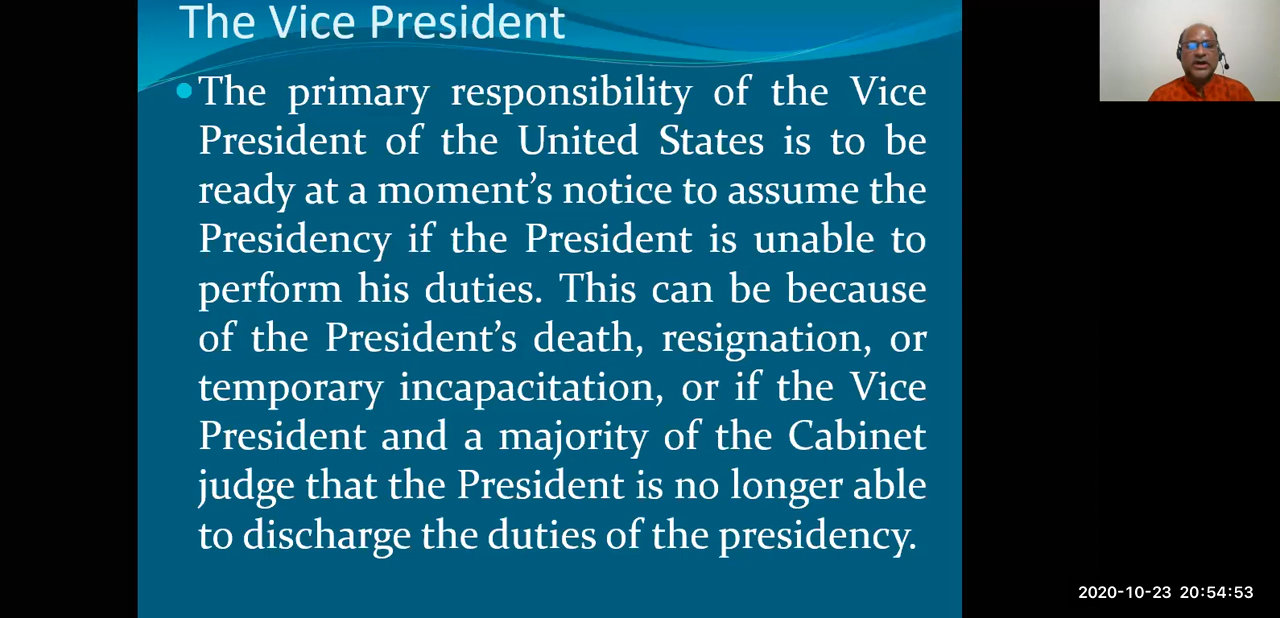 The Vice President
The primary responsibility of the Vice
President of the United States is to be
ready at a moment’s notice to assume the
Presidency if the President is unable to
perform his duties. This can be because
of the President’s death, resignation, or
temporary incapacitation, or if the Vice
President and a majority of the Cabinet
judge that the President is no longer able
to discharge the duties of the presidency.
2020-10-23 20:54:53